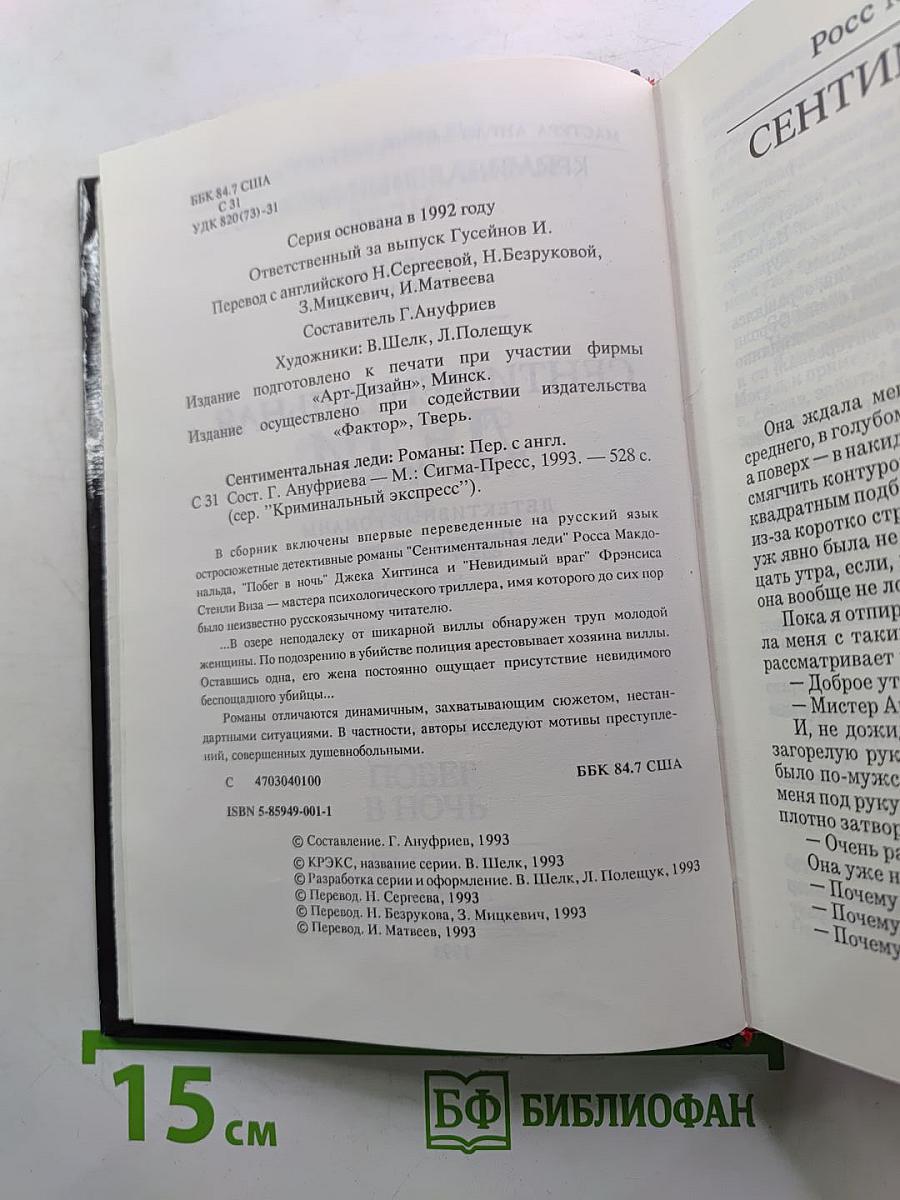 ББК 84.7 США
С 31
УДК 820(73)-31
Серия основана в 1992 году
Ответственный за выпуск Гусейнов И.
Перевод с английского Н.Сергеевой, Н.Безруковой,
З.Мицкевич, И.Матвеева
Составитель Г.Ануфриев
Художники: В.Шелк, Л.Полещук
Издание подготовлено к печати при участии фирмы
«Арт-Дизайн», Минск.
Издание осуществлено при содействии издательства
«Фактор», Тверь.
Сентиментальная леди: Романы: Пер. с англ.
С 31 Сост. Г. Ануфриева — М.: Сигма-Пресс, 1993. — 528 с.
(сер. "Криминальный экспресс").
В сборник включены впервые переведенные на русский язык
остросюжетные детективные романы "Сентиментальная леди" Росса Макдо-
нальда, "Побег в ночь" Джека Хиггинса и "Невидимый враг" Фрэнсиса
Стенли Виза — мастера психологического триллера, имя которого до сих пор
было неизвестно русскоязычному читателю.
...В озере неподалеку от шикарной виллы обнаружен труп молодой
женщины. По подозрению в убийстве полиция арестовывает хозяина виллы.
Оставшись одна, его жена постоянно ощущает присутствие невидимого
беспощадного убийцы...
Романы отличаются динамичным, захватывающим сюжетом, нестан-
дартными ситуациями. В частности, авторы исследуют мотивы преступле-
ний, совершенных душевнобольными.
С 4703040100 ББК 84.7 США
ISBN 5-85949-001-1
© Составление. Г. Ануфриев, 1993
© КРЭКС, название серии. В. Шелк, 1993
© Разработка серии и оформление. В. Шелк, Л. Полещук, 1993
© Перевод. Н. Сергеева, 1993
© Перевод. Н. Безрукова, З. Мицкевич, 1993
© Перевод. И. Матвеев, 1993
Росс
СЕНТИ
Она ждала ме
среднего, в голубом
а поверх — в накид
смягчить контуро
квадратным подб
из-за коротко стр
уж явно была не
цать утра, если,
она вообще не ло
Пока я отпир
ла меня с таки
рассматривает
— Доброе ут
— Мистер А
И, не дожид
загорелую рук
было по-мужс
меня под руку
плотно затвор
— Очень ра
Она уже н
— Почему
— Почему
— Почему
15 см
БФ БИБЛИОФАН